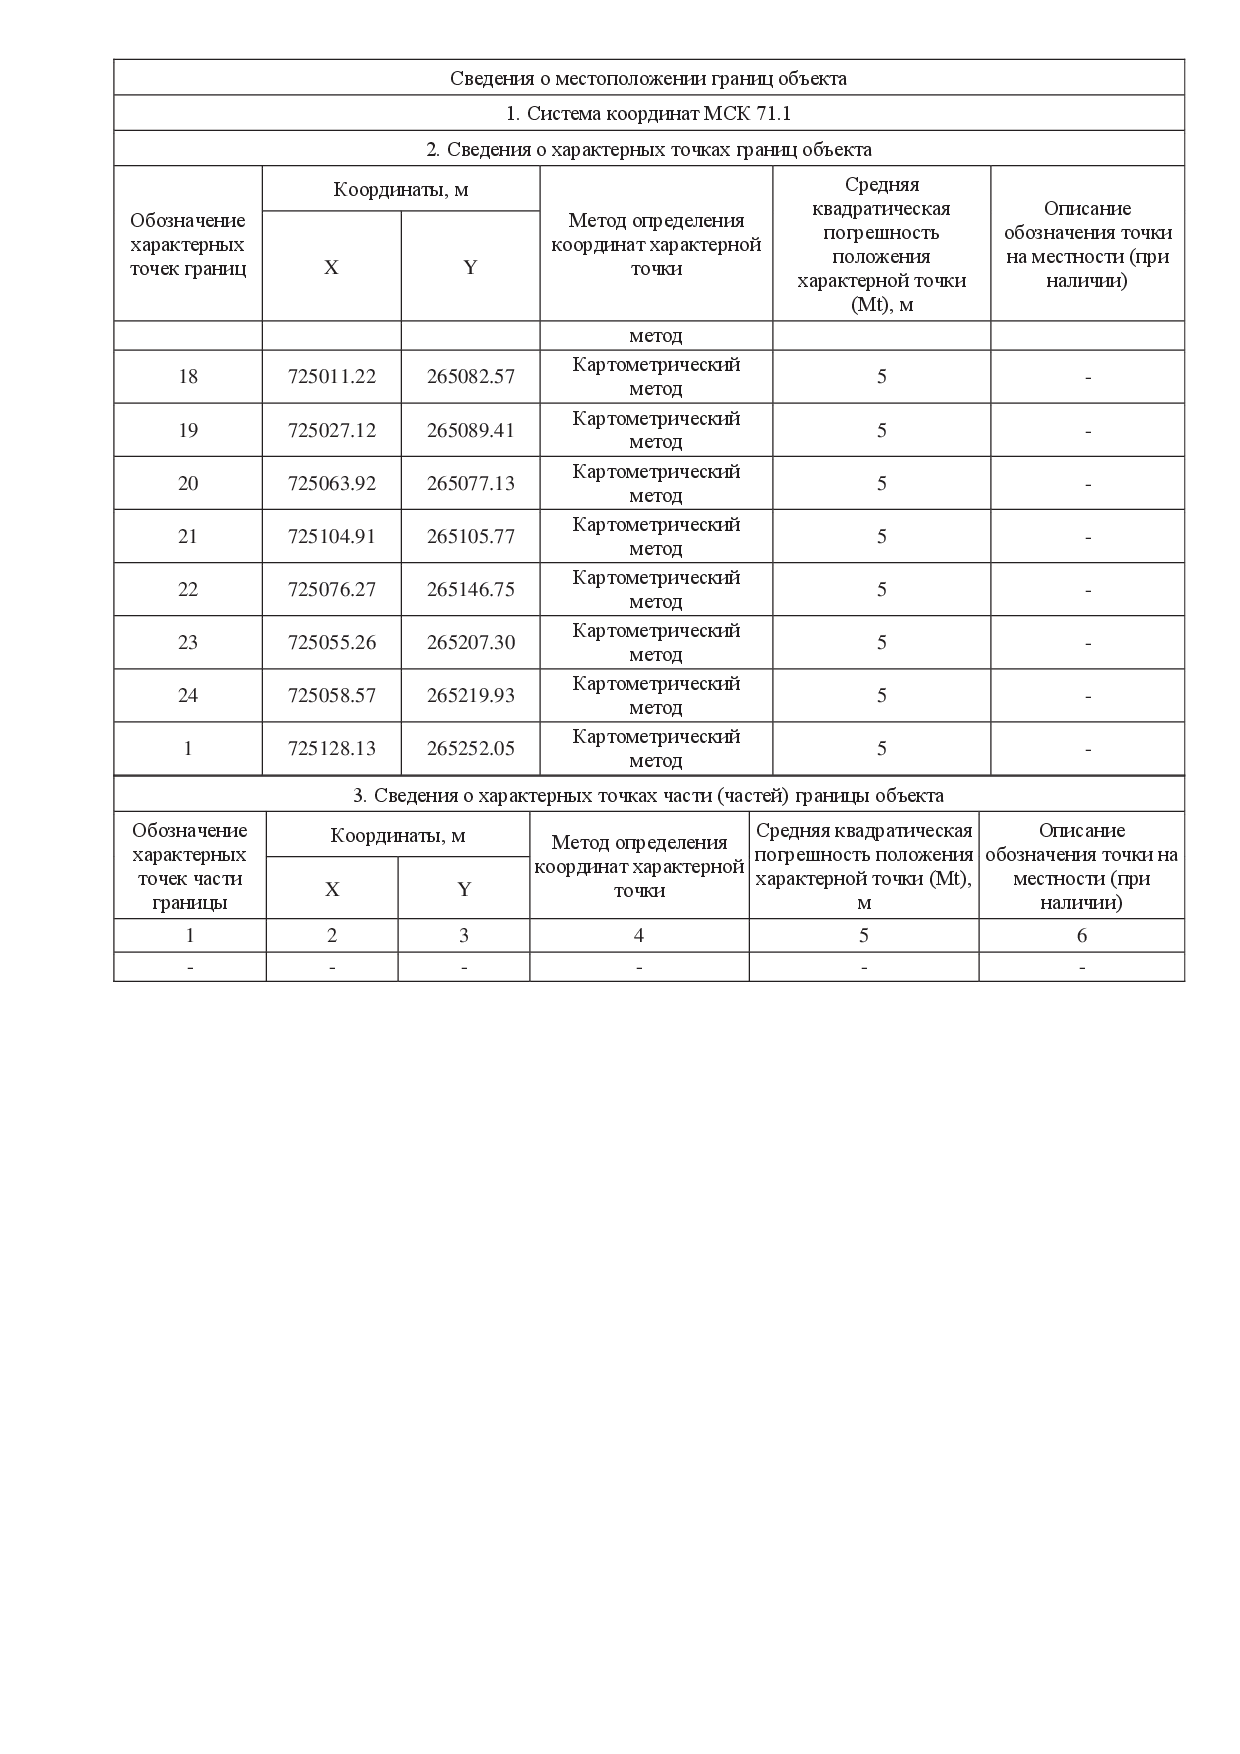 Сведения о местоположении границ объекта
1. Система координат МСК 71.1
2. Сведения о характерных точках границ объекта
Обозначение
характерных
точек границ
Координаты, м
X
Y
Метод определения
координат характерной
точки
Средняя
квадратическая
погрешность
положения
характерной точки
(Mt), м
Описание
обозначения точки
на местности (при
наличии)
метод
18 725011.22 265082.57 Картометрический
метод 5 -
19 725027.12 265089.41 Картометрический
метод 5 -
20 725063.92 265077.13 Картометрический
метод 5 -
21 725104.91 265105.77 Картометрический
метод 5 -
22 725076.27 265146.75 Картометрический
метод 5 -
23 725055.26 265207.30 Картометрический
метод 5 -
24 725058.57 265219.93 Картометрический
метод 5 -
1 725128.13 265252.05 Картометрический
метод 5 -
3. Сведения о характерных точках части (частей) границы объекта
Обозначение
характерных
точек части
границы
Координаты, м
X
Y
Метод определения
координат характерной
точки
Средняя квадратическая
погрешность положения
характерной точки (Mt),
м
Описание
обозначения точки на
местности (при
наличии)
1 2 3 4 5 6
- - - - - -